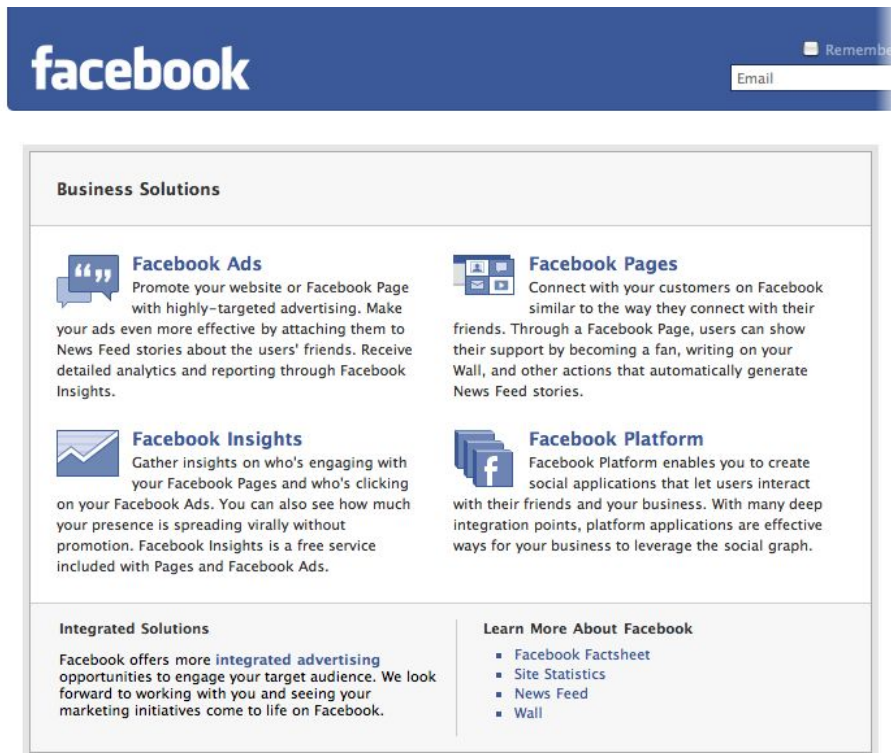 facebook
Remembe
Email
Business Solutions
Facebook Ads
Promote your website or Facebook Page
with highly-targeted advertising. Make
your ads even more effective by attaching them to
News Feed stories about the users' friends. Receive
detailed analytics and reporting through Facebook
Insights.
Facebook Pages
Connect with your customers on Facebook
similar to the way they connect with their
friends. Through a Facebook Page, users can show
their support by becoming a fan, writing on your
Wall, and other actions that automatically generate
News Feed stories.
Facebook Insights
Gather insights on who's engaging with
your Facebook Pages and who's clicking
on your Facebook Ads. You can also see how much
your presence is spreading virally without
promotion. Facebook Insights is a free service
included with Pages and Facebook Ads.
Facebook Platform
Facebook Platform enables you to create
social applications that let users interact
with their friends and your business. With many deep
integration points, platform applications are effective
ways for your business to leverage the social graph.
Integrated Solutions
Facebook offers more integrated advertising
opportunities to engage your target audience. We look
forward to working with you and seeing your
marketing initiatives come to life on Facebook.
Learn More About Facebook
Facebook Factsheet
Site Statistics
News Feed
Wall